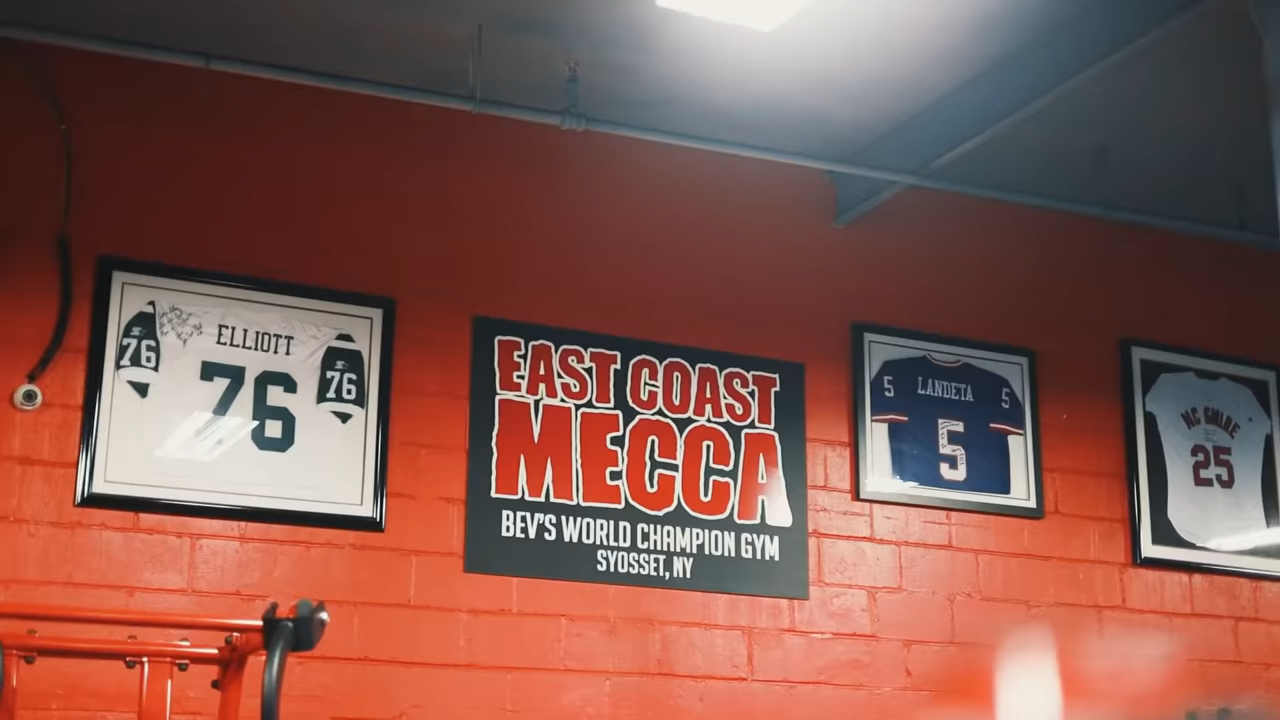 ELLIOTT
76
76
76
EAST COAST
MECCA
BEV'S WORLD CHAMPION GYM
SYOSSET, NY
5
LANDETA
5
5
MC GWIRE
25